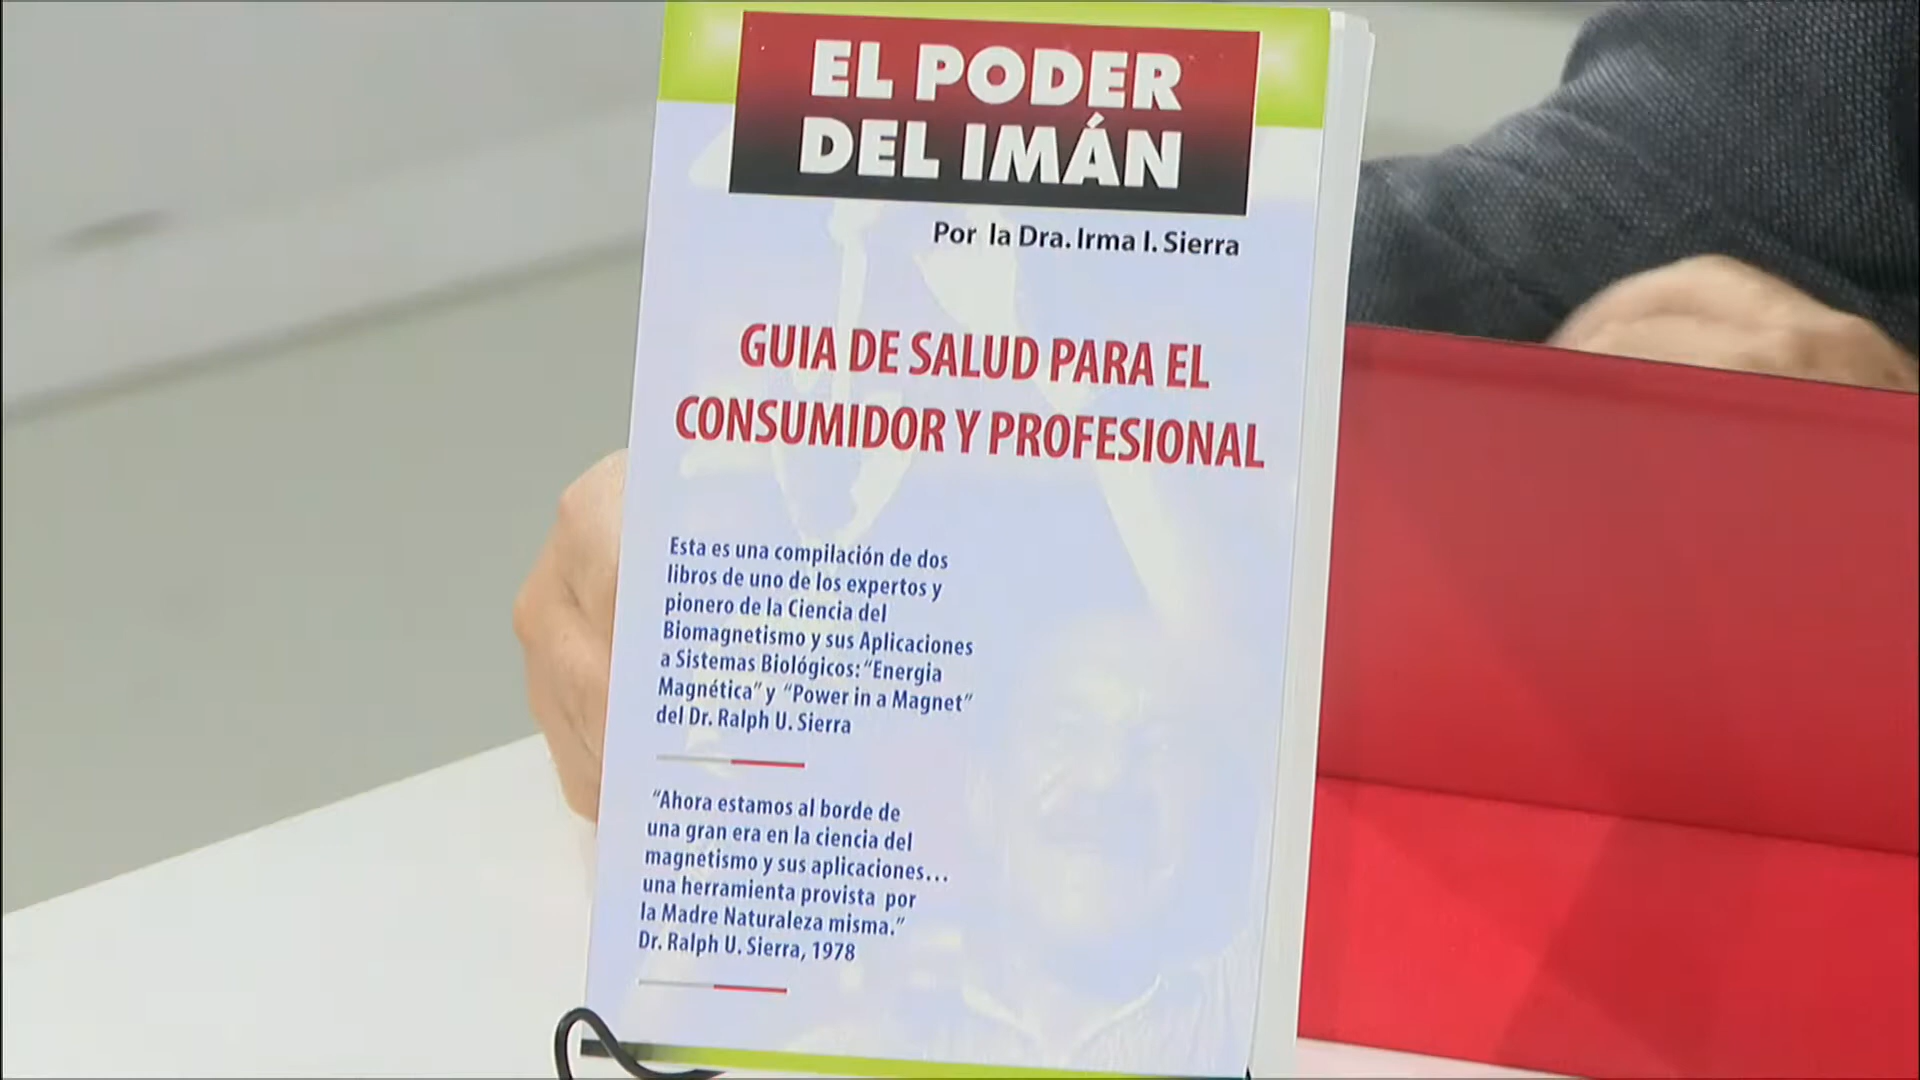 EL PODER
DEL IMÁN
Por la Dra. Irma I. Sierra
GUIA DE SALUD PARA EL
CONSUMIDOR Y PROFESIONAL
Esta es una compilación de dos
libros de uno de los expertos y
pionero de la Ciencia del
Biomagnetismo y sus Aplicaciones
a Sistemas Biológicos: “Energia
Magnética” y “Power in a Magnet”
del Dr. Ralph U. Sierra
“Ahora estamos al borde de
una gran era en la ciencia del
magnetismo y sus aplicaciones...
una herramienta provista por
la Madre Naturaleza misma.”
Dr. Ralph U. Sierra, 1978